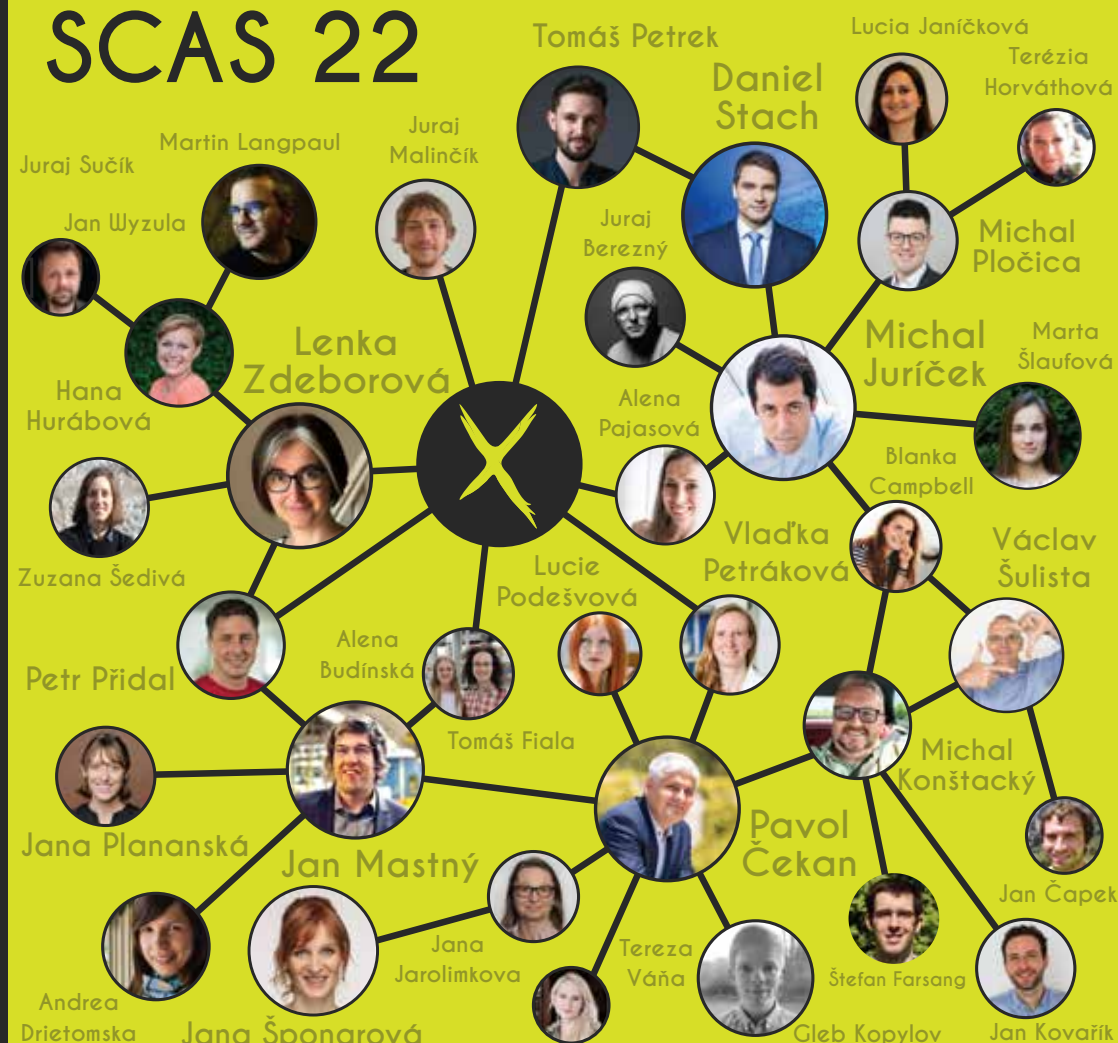 SCAS 22
Tomáš Petrek
Lucia Janíčková
Terézia
Horváthová
Daniel
Stach
Juraj
Malinčík
Martin Langpaul
Juraj Sučík
Jan Wyzula
Juraj
Berezný
Michal
Pločica
Lenka
Zdeborová
Michal
Juríček
Marta
Šlaufová
Hana
Hurábová
Alena
Pajasová
Blanka
Campbell
Vlaďka
Petráková
Václav
Šulista
Zuzana Šedivá
Lucie
Podešvová
Alena
Budínská
Petr Přidal
Tomáš Fiala
Michal
Konštacký
Jana Plananská
Jan Mastný
Pavol
Čekan
Jan Čapek
Jana
Jarolimkova
Tereza
Váňa
Štefan Farsang
Andrea
Drietomska
Jana Šponarová
Gleb Kopylov
Jan Kovařík